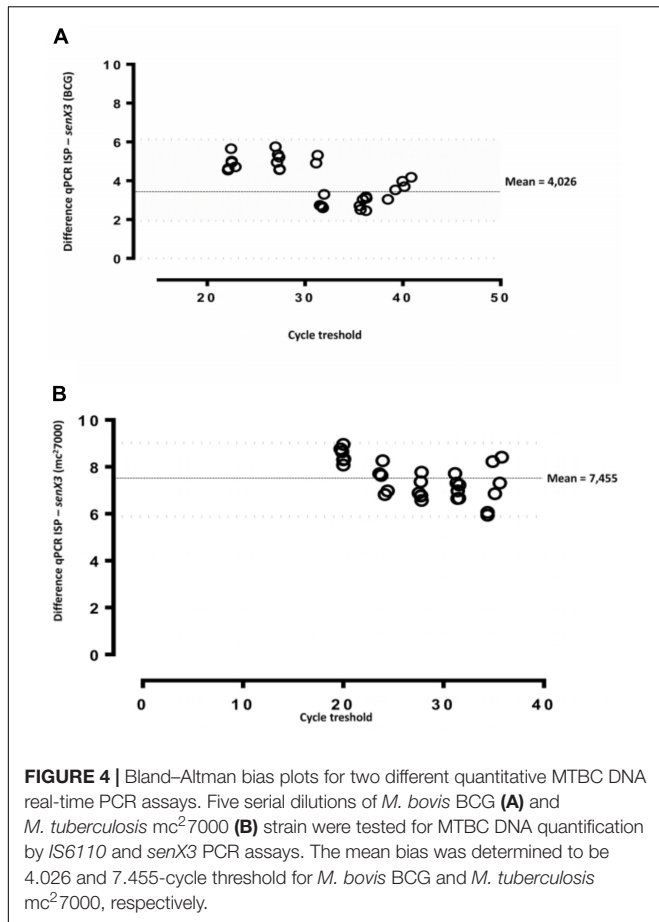 A
Difference qPCR ISP – senX3 (BCG)
10
8
6
4
2
0
Mean = 4,026
20 30 40 50
Cycle treshold
B
Difference qPCR ISP – senX3 (mc²7000)
10
8
6
4
2
0
Mean = 7,455
0 10 20 30 40
Cycle treshold
FIGURE 4 | Bland–Altman bias plots for two different quantitative MTBC DNA
real-time PCR assays. Five serial dilutions of M. bovis BCG (A) and
M. tuberculosis mc²7000 (B) strain were tested for MTBC DNA quantification
by IS6110 and senX3 PCR assays. The mean bias was determined to be
4.026 and 7.455-cycle threshold for M. bovis BCG and M. tuberculosis
mc²7000, respectively.